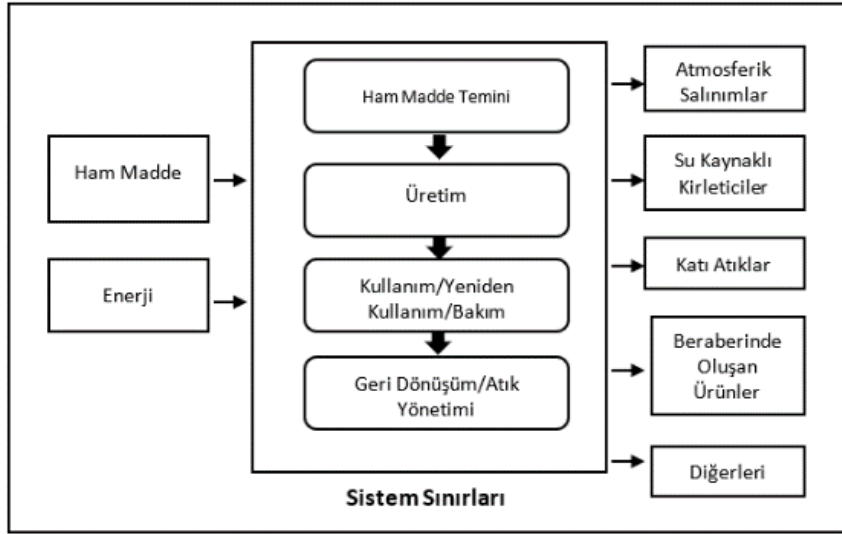 Ham Madde
Enerji
Ham Madde Temini
Üretim
Kullanım/Yeniden
Kullanım/Bakım
Geri Dönüşüm/Atık
Yönetimi
Sistem Sınırları
Atmosferik
Salınımlar
Su Kaynaklı
Kirleticiler
Katı Atıklar
Beraberinde
Oluşan
Ürünler
Diğerleri